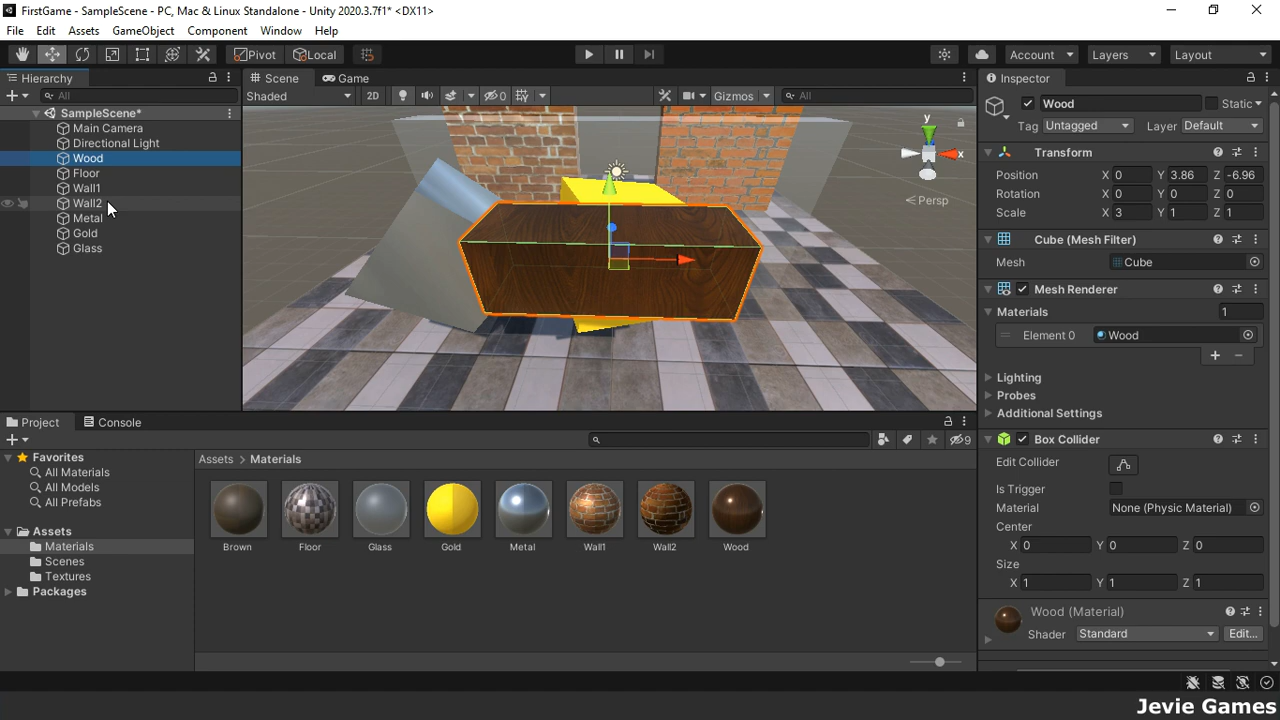 FirstGame - SampleScene - PC, Mac & Linux Standalone - Unity 2020.3.7f1* <DX11>
File Edit Assets GameObject Component Window Help
Pivot Local Account Layers Layout
Hierarchy
All
SampleScene*
Main Camera
Directional Light
Wood
Floor
Wall1
Wall2
Metal
Gold
Glass
Scene Game
Shaded 2D 0 Gizmos All
y
x
Persp
Inspector
Wood Static
Tag Untagged Layer Default
Transform
Position X 0 Y 3.86 Z -6.96
Rotation X 0 Y 0 Z 0
Scale X 3 Y 1 Z 1
Cube (Mesh Filter)
Mesh Cube
Mesh Renderer
Materials 1
Element 0 Wood
Lighting
Probes
Additional Settings
Box Collider
Edit Collider
Is Trigger
Material None (Physic Material)
Center
X 0 Y 0 Z 0
Size
X 1 Y 1 Z 1
Wood (Material)
Shader Standard Edit...
Project Console
9
Favorites
All Materials
All Models
All Prefabs
Assets
Materials
Scenes
Textures
Packages
Assets > Materials
Brown Floor Glass Gold Metal Wall1 Wall2 Wood
Jevie Games